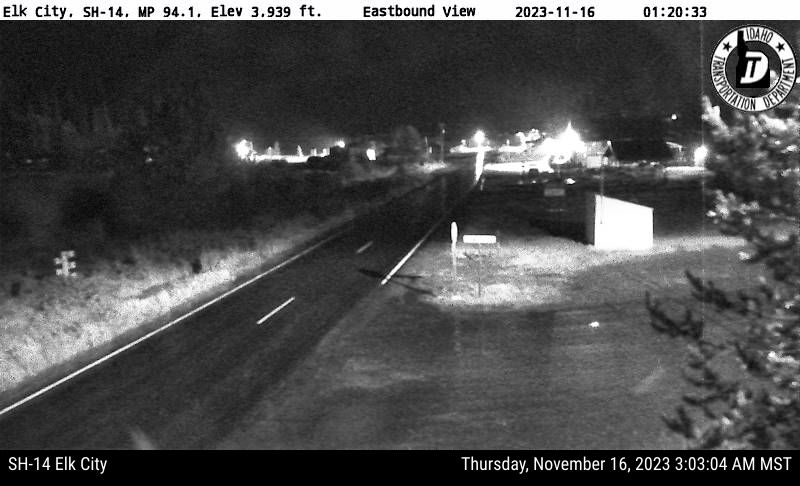 Elk City, SH-14, MP 94.1, Elev 3,939 ft. Eastbound View 2023-11-16 01:20:33
IDAHO
TRANSPORTATION DEPARTMENT
SH-14 Elk City Thursday, November 16, 2023 3:03:04 AM MST